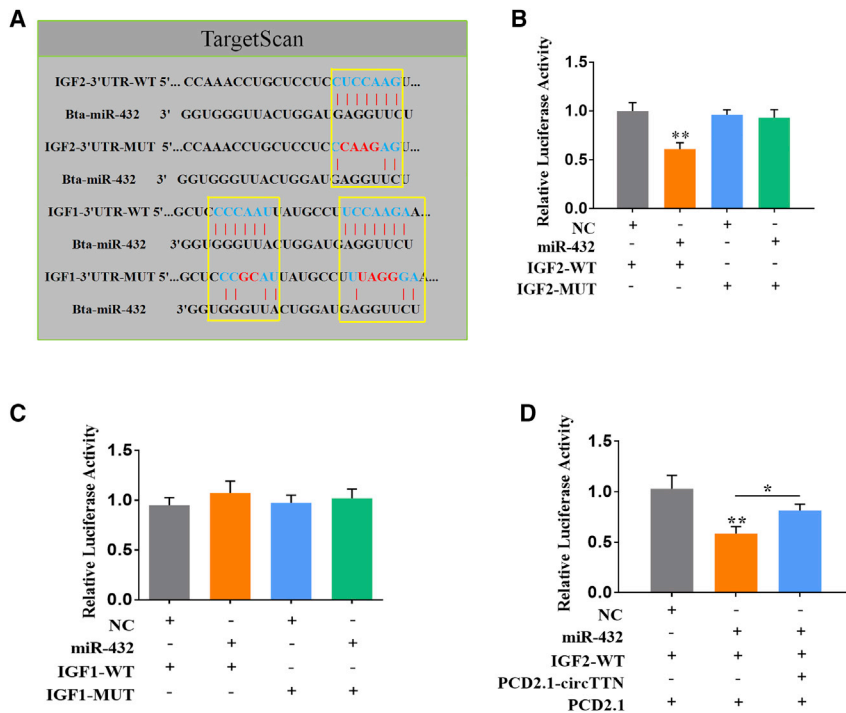 A
TargetScan
IGF2-3'UTR-WT 5'...CCAAACCUGCUCCUCCUCCAAGU...
Bta-miR-432 3' GGUGGGUUACUGGAUGAGGUUCU
IGF2-3'UTR-MUT 5'...CCAAACCUGCUCCUCCCAAGAGU...
Bta-miR-432 3' GGUGGGUUACUGGAUGAGGUUCU
IGF1-3'UTR-WT 5'...GCUCCCCAAUUAUGCCUUCCAAGAA...
Bta-miR-432 3'GGUGGGUUACUGGAUGAGGUUCU
IGF1-3'UTR-MUT 5'...GCUCCCGCAUUAUGCCUUUAGGGAA...
Bta-miR-432 3'GGUGGGUUACUGGAUGAGGUUCU
B
Relative Luciferase Activity
1.5
1.0
0.5
0.0
**
NC + - + -
miR-432 - + - +
IGF2-WT + + - -
IGF2-MUT - - + +
C
Relative Luciferase Activity
1.5
1.0
0.5
0.0
NC + - + -
miR-432 - + - +
IGF1-WT + + - -
IGF1-MUT - - + +
D
Relative Luciferase Activity
1.5
1.0
0.5
0.0
**
*
NC + - -
miR-432 - + +
IGF2-WT + + +
PCD2.1-circTTN - - +
PCD2.1 + + +